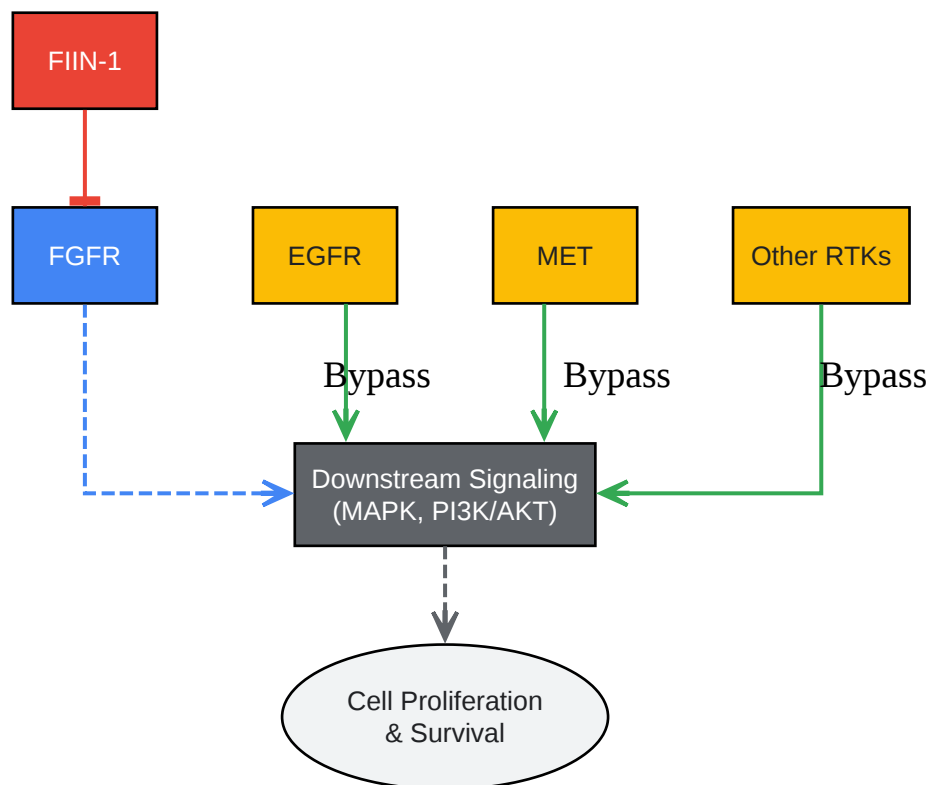 FIIN-1
FGFR
EGFR
MET
Other RTKs
Bypass
Bypass
Bypass
Downstream Signaling
(MAPK, PI3K/AKT)
Cell Proliferation
& Survival